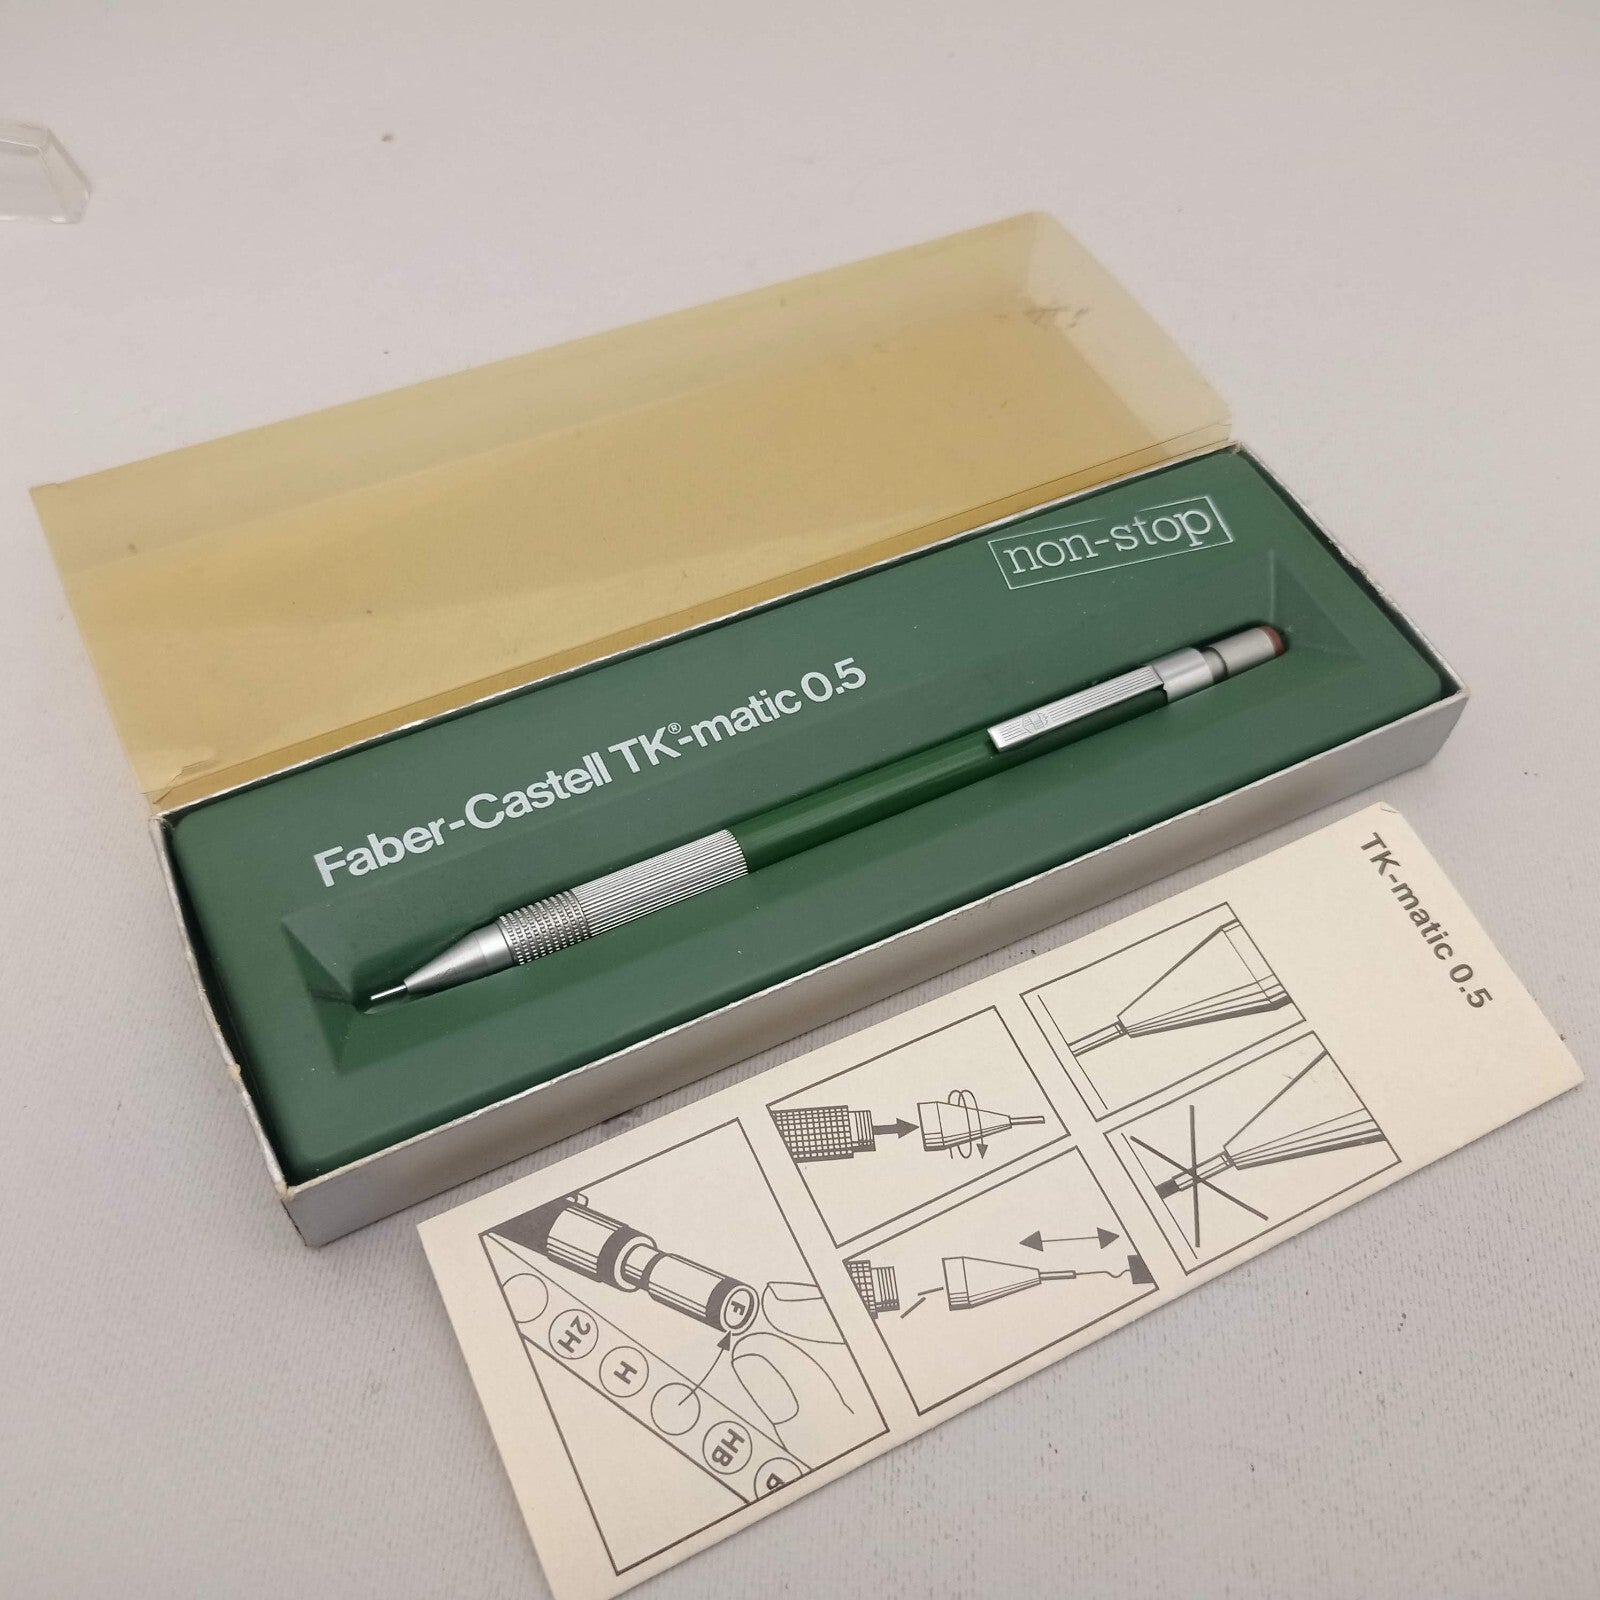 non-stop
Faber-Castell TK®-matic 0.5
TK-matic 0.5
F
2H
H
HB
B